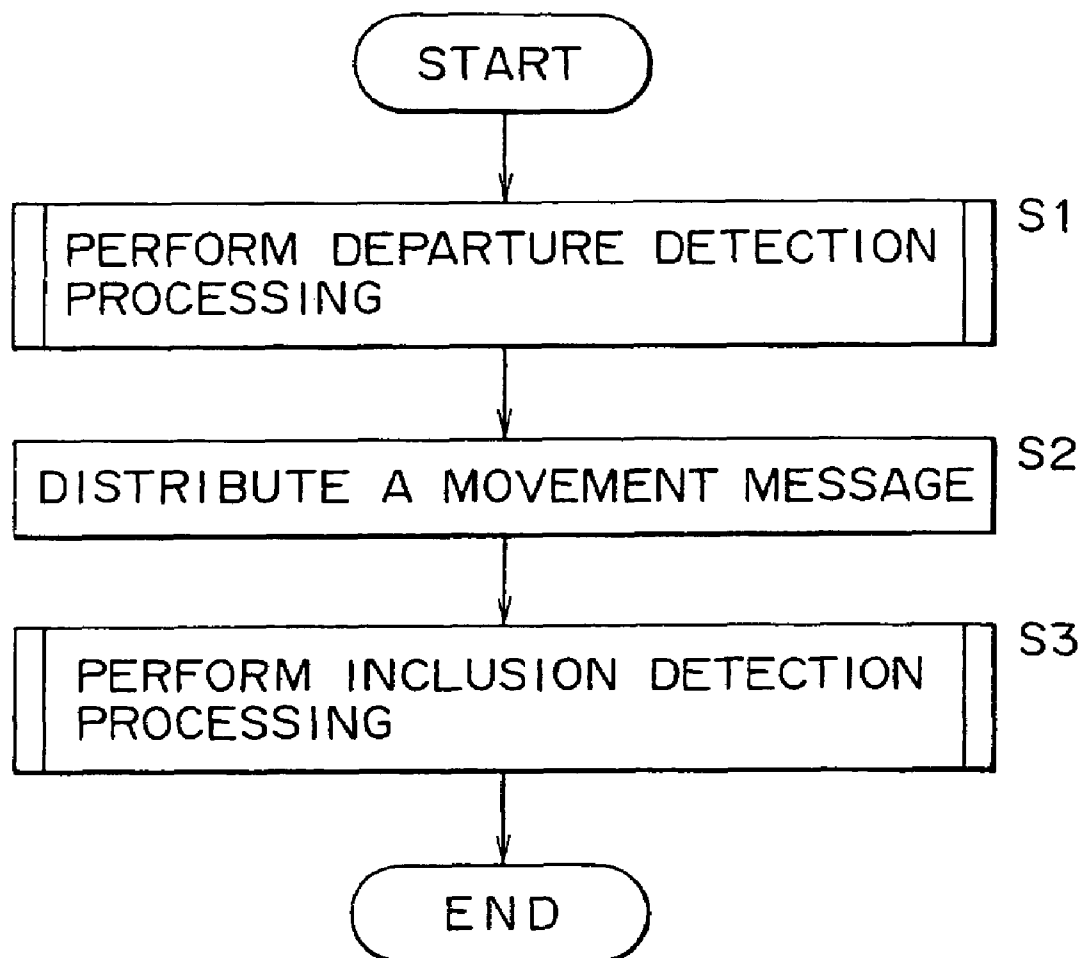 START
S1
PERFORM DEPARTURE DETECTION
PROCESSING
S2
DISTRIBUTE A MOVEMENT MESSAGE
S3
PERFORM INCLUSION DETECTION
PROCESSING
END